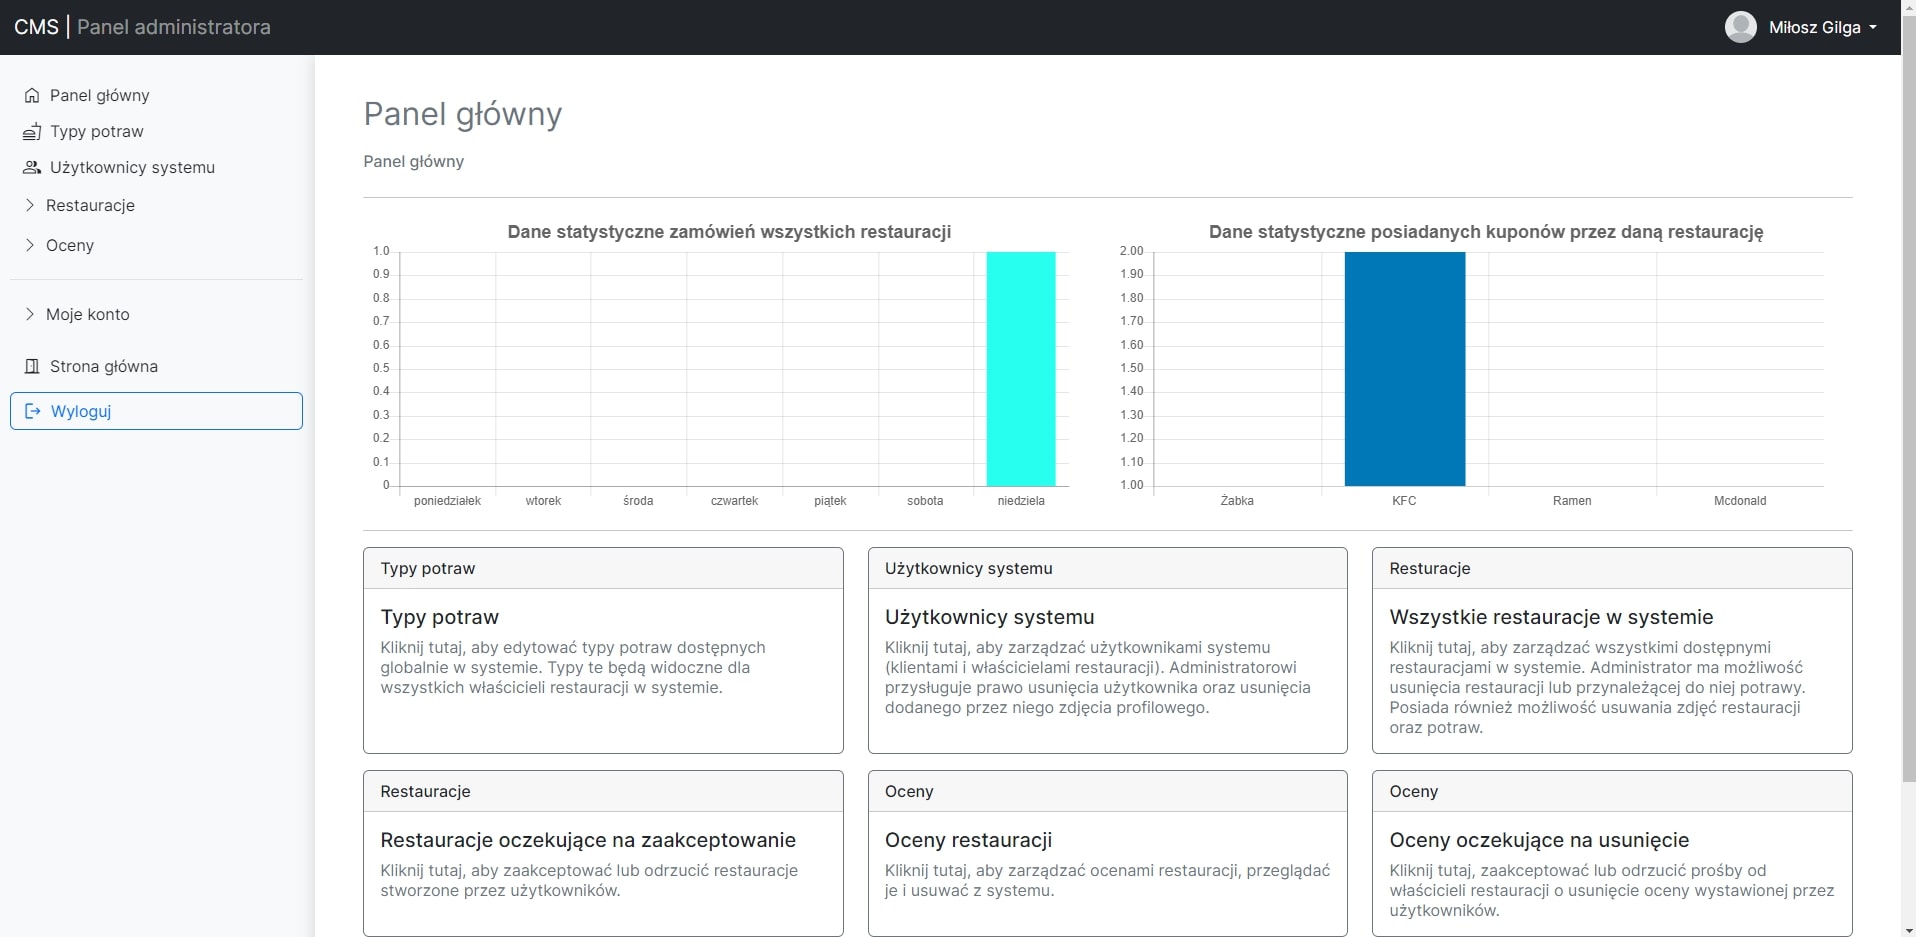 CMS | Panel administratora
Miłosz Gilga
Panel główny
Typy potraw
Użytkownicy systemu
Restauracje
Oceny
Moje konto
Strona główna
Wyloguj
Panel główny
Panel główny
Dane statystyczne zamówień wszystkich restauracji
1.0
0.9
0.8
0.7
0.6
0.5
0.4
0.3
0.2
0.1
0
poniedziałek wtorek środa czwartek piątek sobota niedziela
Dane statystyczne posiadanych kuponów przez daną restaurację
2.00
1.90
1.80
1.70
1.60
1.50
1.40
1.30
1.20
1.10
1.00
Żabka KFC Ramen Mcdonald
Typy potraw
Typy potraw
Kliknij tutaj, aby edytować typy potraw dostępnych
globalnie w systemie. Typy te będą widoczne dla
wszystkich właścicieli restauracji w systemie.
Użytkownicy systemu
Użytkownicy systemu
Kliknij tutaj, aby zarządzać użytkownikami systemu
(klientami i właścicielami restauracji). Administratorowi
przysługuje prawo usunięcia użytkownika oraz usunięcia
dodanego przez niego zdjęcia profilowego.
Resturacje
Wszystkie restauracje w systemie
Kliknij tutaj, aby zarządzać wszystkimi dostępnymi
restauracjami w systemie. Administrator ma możliwość
usunięcia restauracji lub przynależącej do niej potrawy.
Posiada również możliwość usuwania zdjęć restauracji
oraz potraw.
Restauracje
Restauracje oczekujące na zaakceptowanie
Kliknij tutaj, aby zaakceptować lub odrzucić restauracje
stworzone przez użytkowników.
Oceny
Oceny restauracji
Kliknij tutaj, aby zarządzać ocenami restauracji, przeglądać
je i usuwać z systemu.
Oceny
Oceny oczekujące na usunięcie
Kliknij tutaj, zaakceptować lub odrzucić prośby od
właścicieli restauracji o usunięcie oceny wystawionej przez
użytkowników.